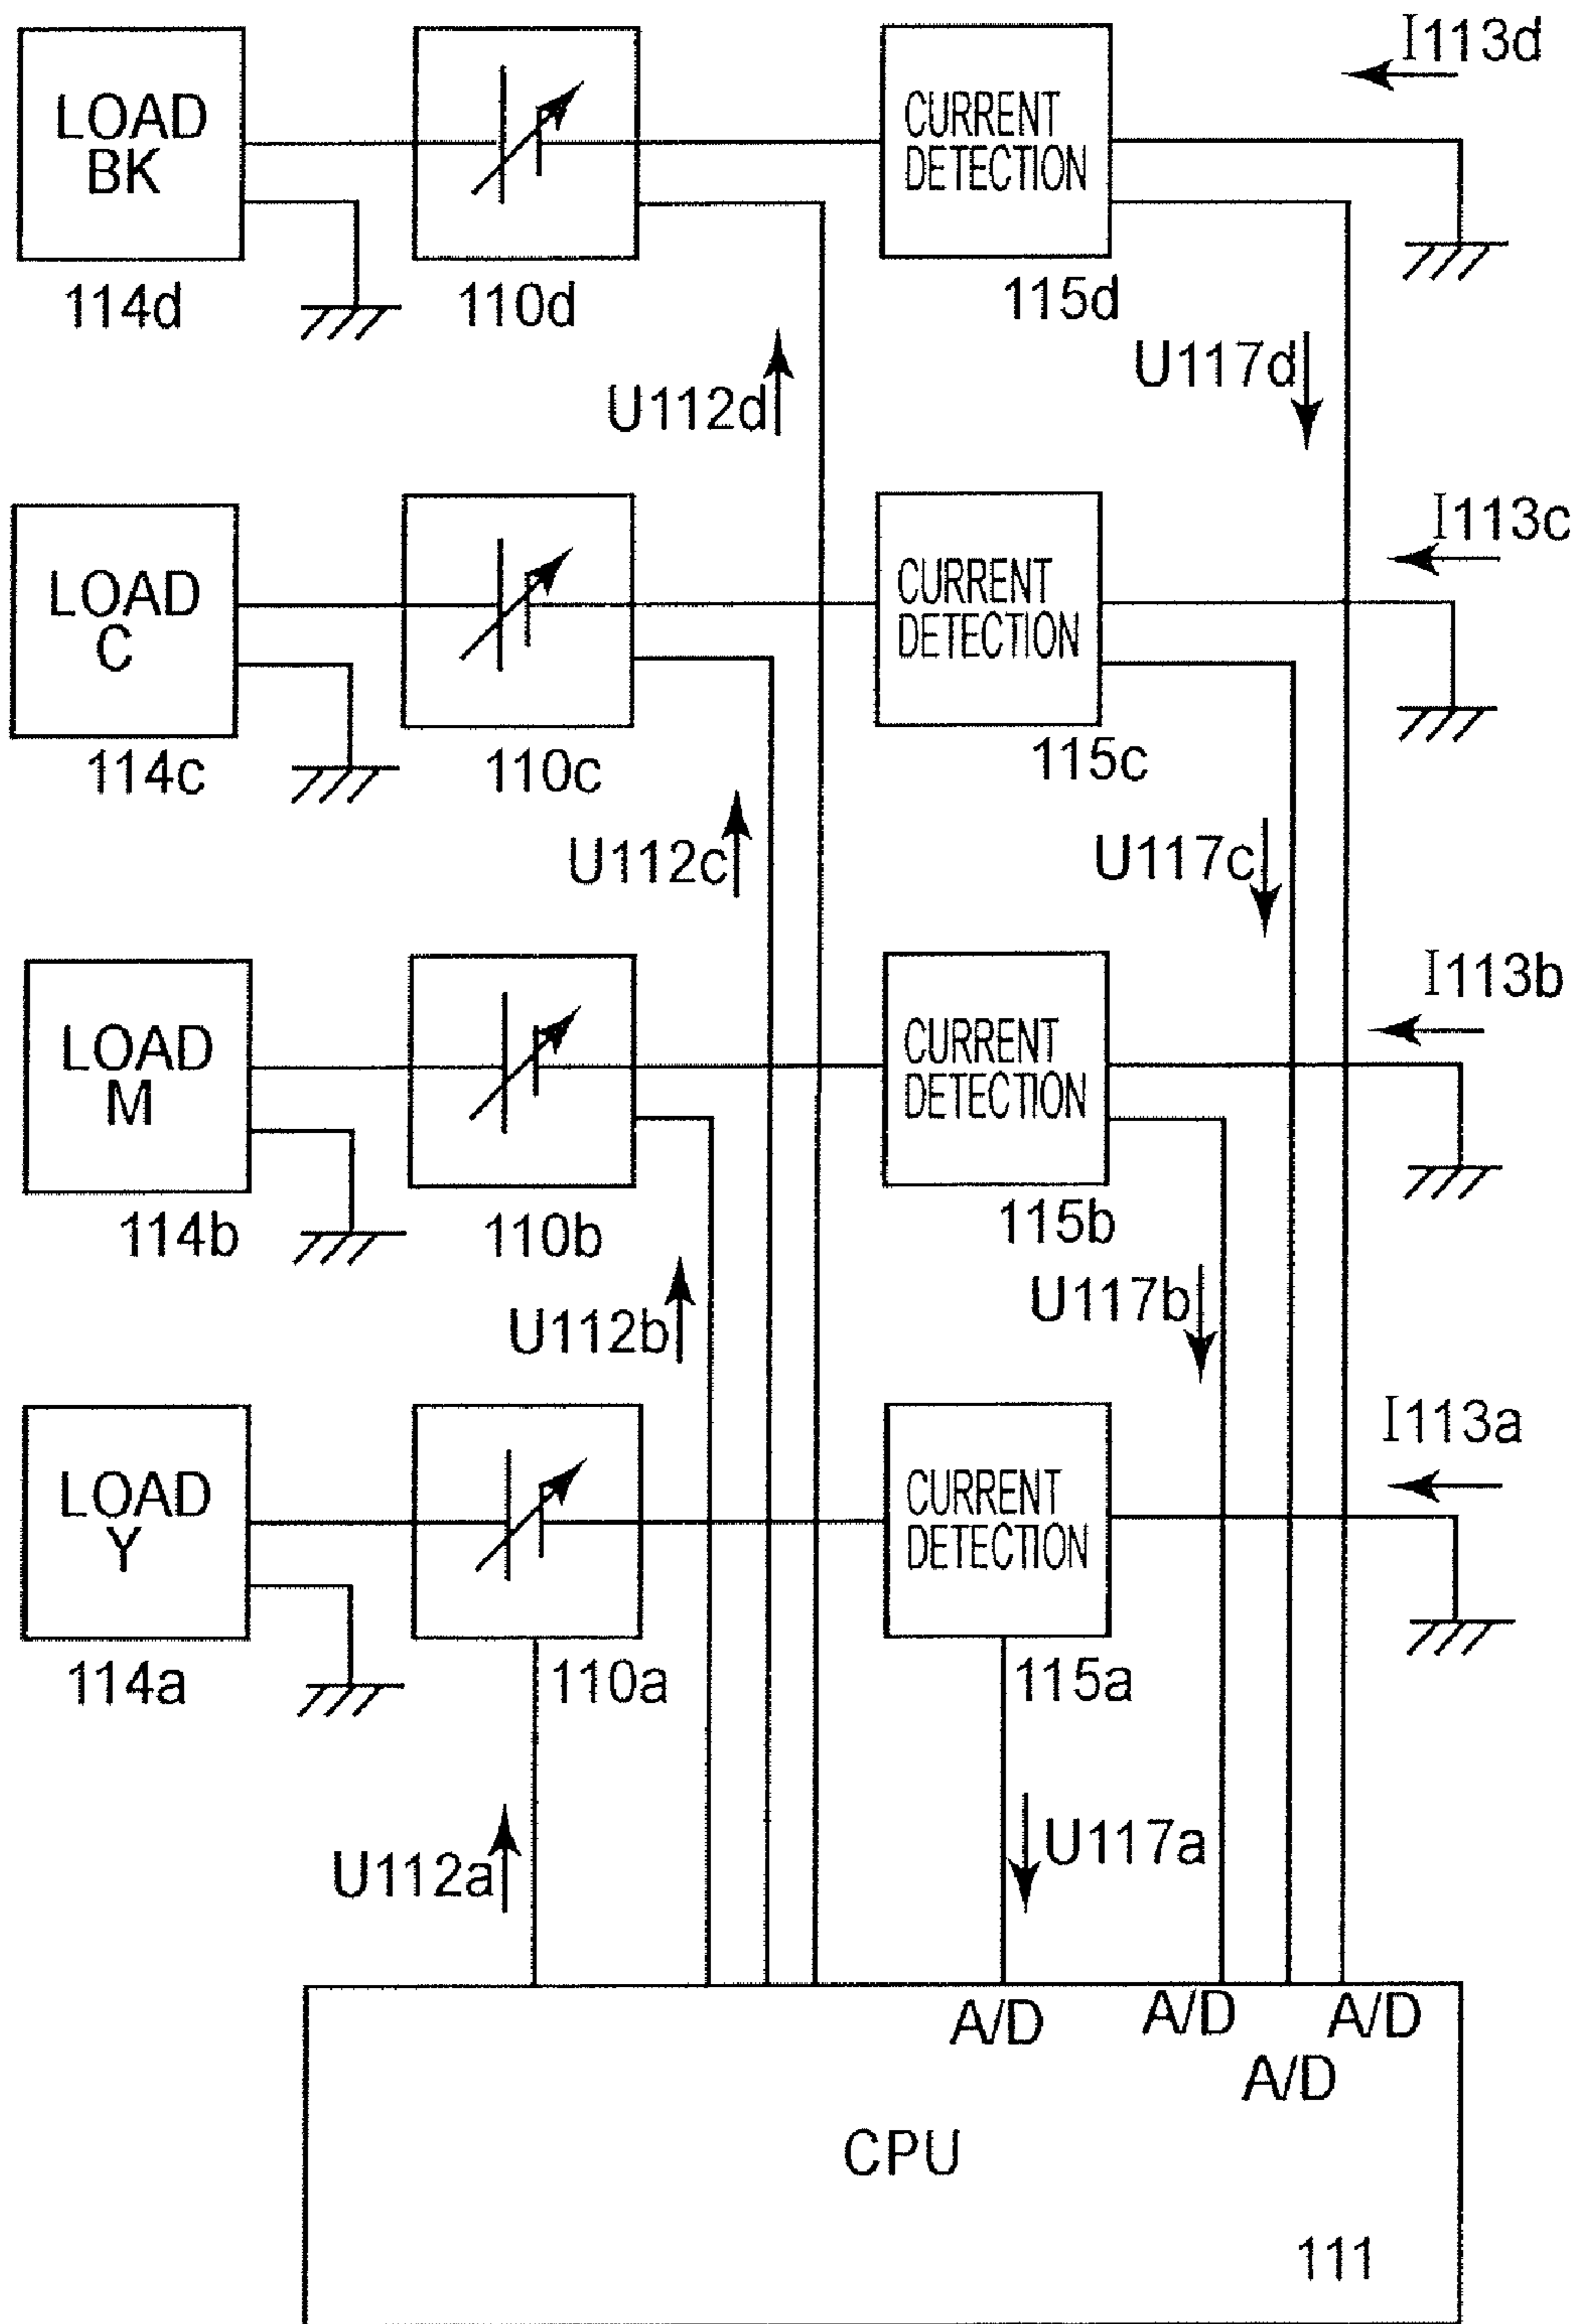 I113d
LOAD
BK
CURRENT
DETECTION
114d
110d
115d
U112d
U117d
I113c
LOAD
C
CURRENT
DETECTION
114c
110c
115c
U112c
U117c
I113b
LOAD
M
CURRENT
DETECTION
114b
110b
115b
U112b
U117b
I113a
LOAD
Y
CURRENT
DETECTION
114a
110a
115a
U112a
U117a
A/D
A/D
A/D
A/D
CPU
111